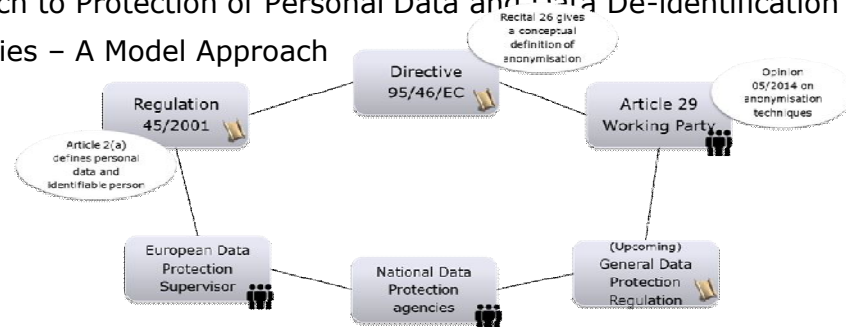 ch to Protection of Personal Data and Data De-identification
ies – A Model Approach
Recital 26 gives
a conceptual
definition of
anonymisation
Directive
95/46/EC
Opinion
05/2014 on
anonymisation
techniques
Regulation
45/2001
Article 29
Working Party
Article 2(a)
defines personal
data and
identifiable person
European Data
Protection
Supervisor
National Data
Protection
agencies
(Upcoming)
General Data
Protection
Regulation